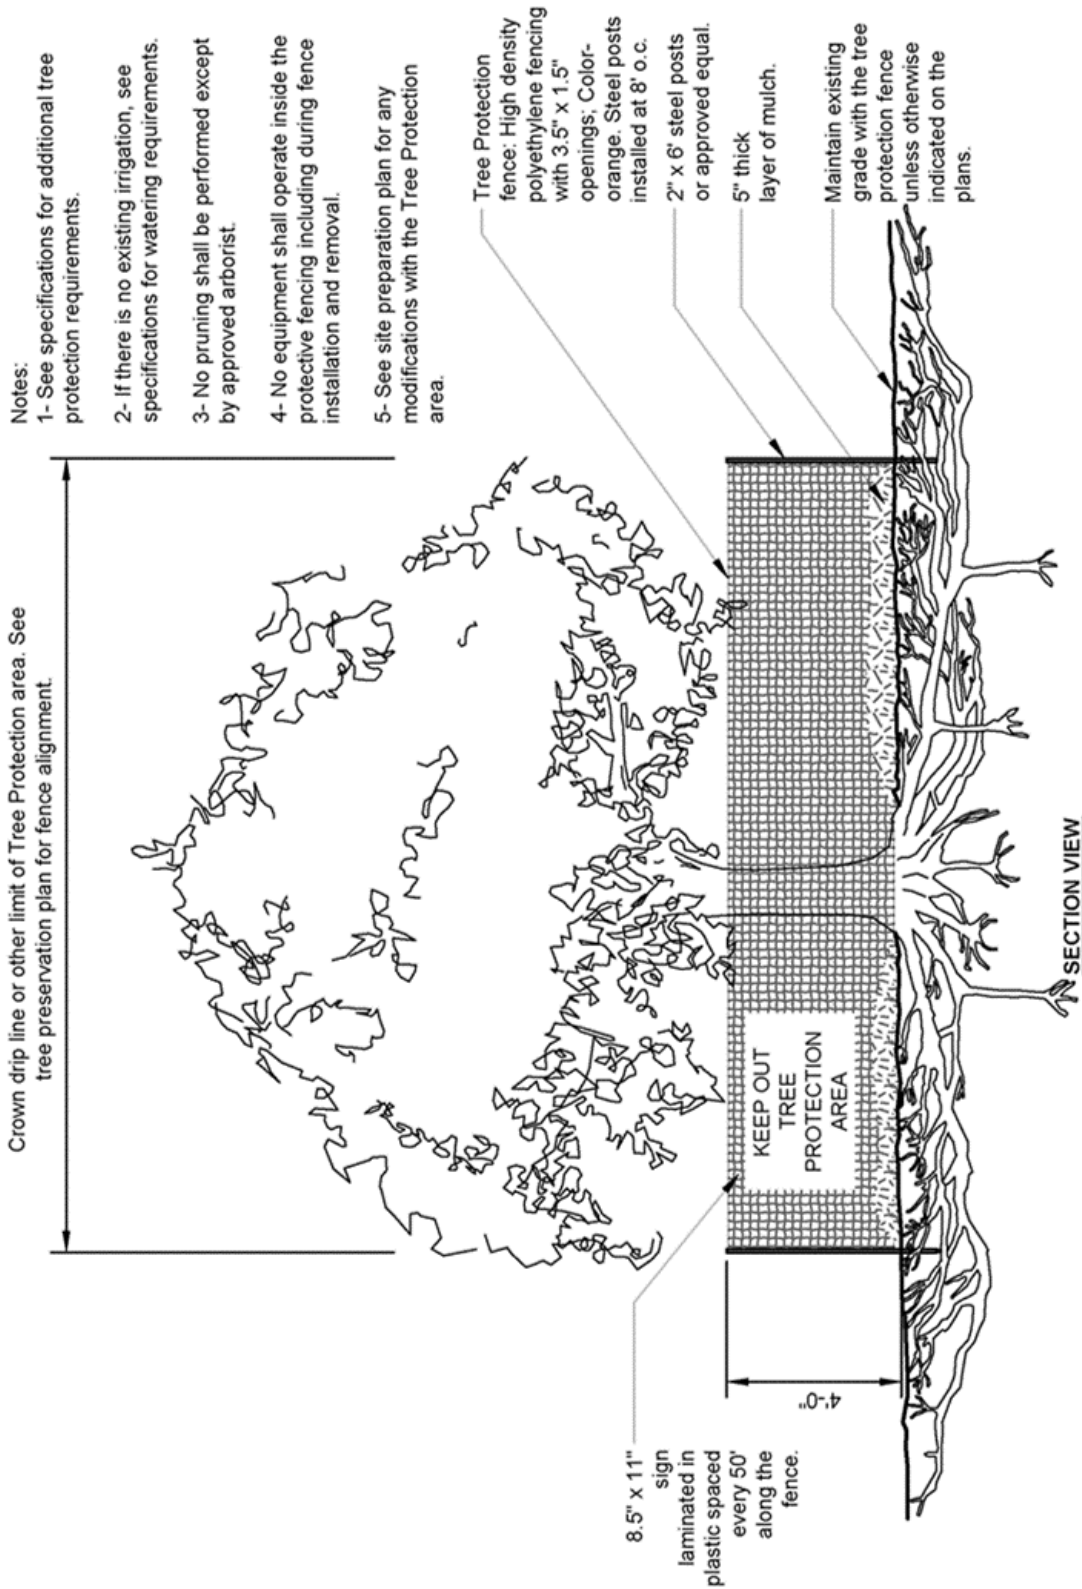 Crown drip line or other limit of Tree Protection area. See
tree preservation plan for fence alignment.
Notes:
1- See specifications for additional tree
protection requirements.
2- If there is no existing irrigation, see
specifications for watering requirements.
3- No pruning shall be performed except
by approved arborist.
4- No equipment shall operate inside the
protective fencing including during fence
installation and removal.
5- See site preparation plan for any
modifications with the Tree Protection
area.
Tree Protection
fence: High density
polyethylene fencing
with 3.5" x 1.5"
openings; Color-
orange. Steel posts
installed at 8' o.c.
2" x 6' steel posts
or approved equal.
5" thick
layer of mulch.
Maintain existing
grade with the tree
protection fence
unless otherwise
indicated on the
plans.
8.5" x 11"
sign
laminated in
plastic spaced
every 50'
along the
fence.
4'-0"
KEEP OUT
TREE
PROTECTION
AREA
SECTION VIEW